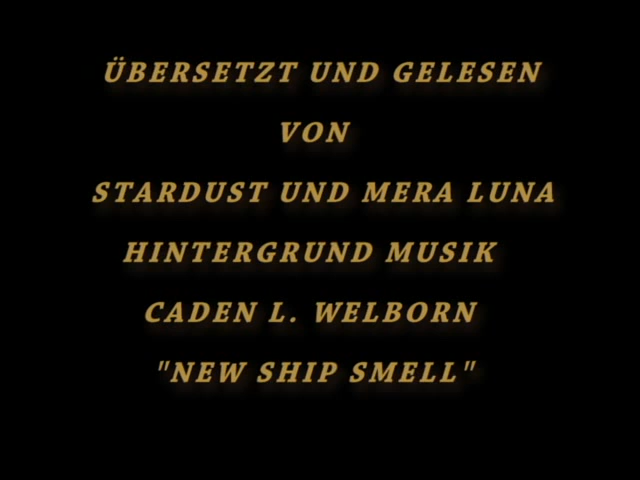 ÜBERSETZT UND GELESEN
VON
STARDUST UND MERA LUNA
HINTERGRUND MUSIK
CADEN L. WELBORN
"NEW SHIP SMELL"